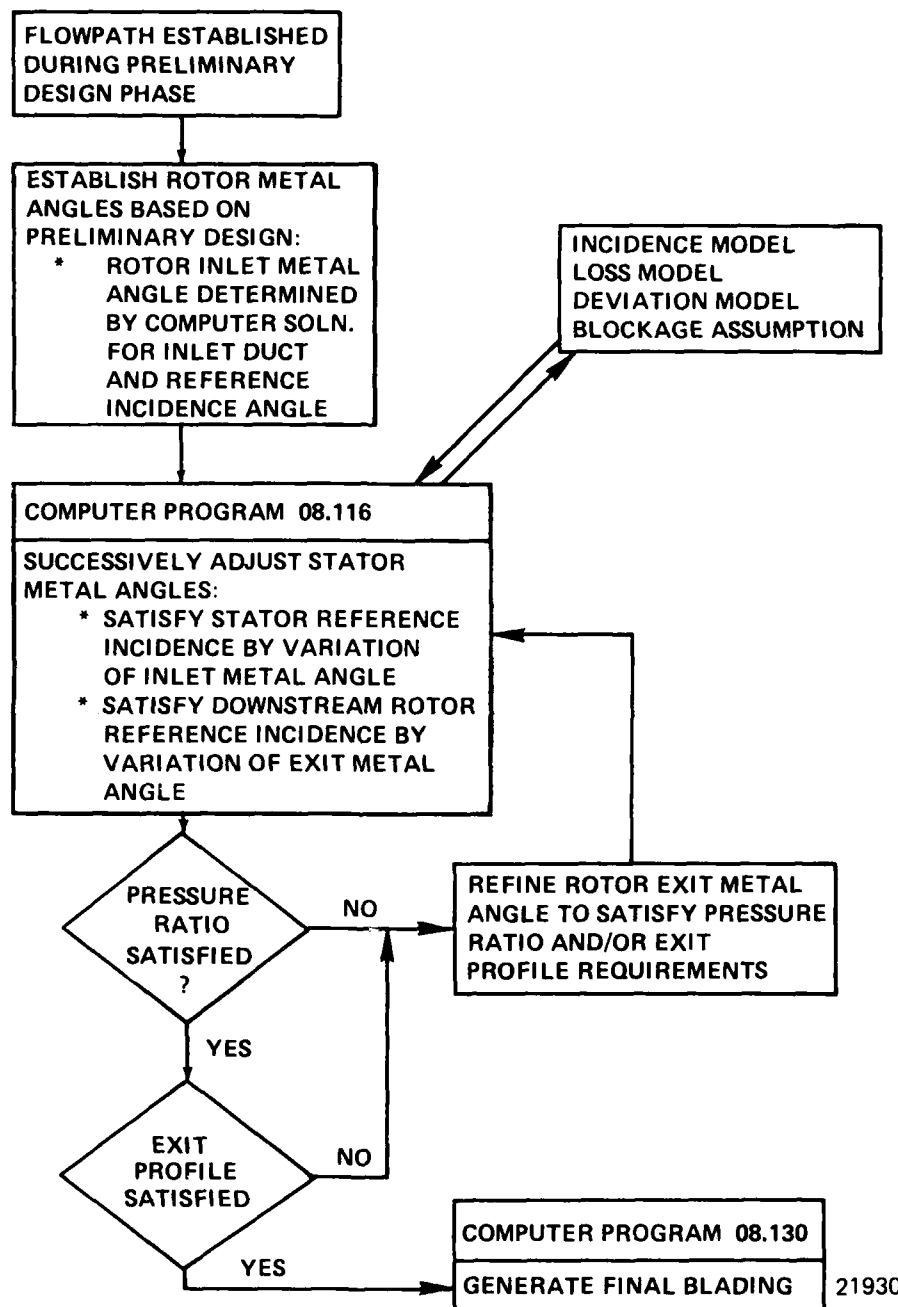 FLOWPATH ESTABLISHED
DURING PRELIMINARY
DESIGN PHASE
ESTABLISH ROTOR METAL
ANGLES BASED ON
PRELIMINARY DESIGN:
* ROTOR INLET METAL
ANGLE DETERMINED
BY COMPUTER SOLN.
FOR INLET DUCT
AND REFERENCE
INCIDENCE ANGLE
INCIDENCE MODEL
LOSS MODEL
DEVIATION MODEL
BLOCKAGE ASSUMPTION
COMPUTER PROGRAM 08.116
SUCCESSIVELY ADJUST STATOR
METAL ANGLES:
* SATISFY STATOR REFERENCE
INCIDENCE BY VARIATION
OF INLET METAL ANGLE
* SATISFY DOWNSTREAM ROTOR
REFERENCE INCIDENCE BY
VARIATION OF EXIT METAL
ANGLE
PRESSURE
RATIO
SATISFIED
?
NO
REFINE ROTOR EXIT METAL
ANGLE TO SATISFY PRESSURE
RATIO AND/OR EXIT
PROFILE REQUIREMENTS
YES
EXIT
PROFILE
SATISFIED
NO
YES
COMPUTER PROGRAM 08.130
GENERATE FINAL BLADING
21930